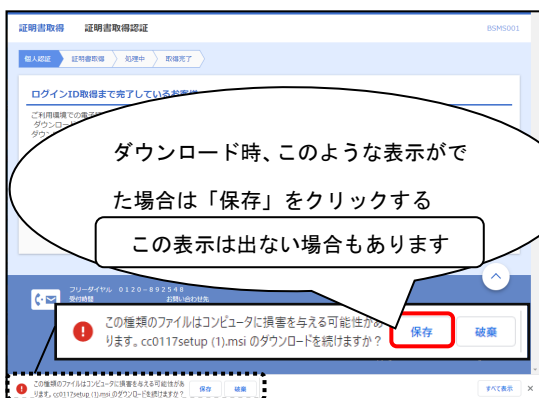 証明書取得 証明書取得認証 BSMS001
個人認証 証明書取得 処理中 取得完了
ログインID取得まで完了しているお客様
ご利用環境での電子
ダウンロー
ダウン
ダウンロード時、このような表示がで
た場合は「保存」をクリックする
この表示は出ない場合もあります
フリーダイヤル 0120-892548
受付時間 お問い合わせ先
この種類のファイルはコンピュータに損害を与える可能性があ
ります。cc0117setup (1).msi のダウンロードを続けますか?
保存 破棄
この種類のファイルはコンピュータに損害を与える可能性があ
ります。cc0117setup (1).msi のダウンロードを続けますか?
保存 破棄 すべて表示